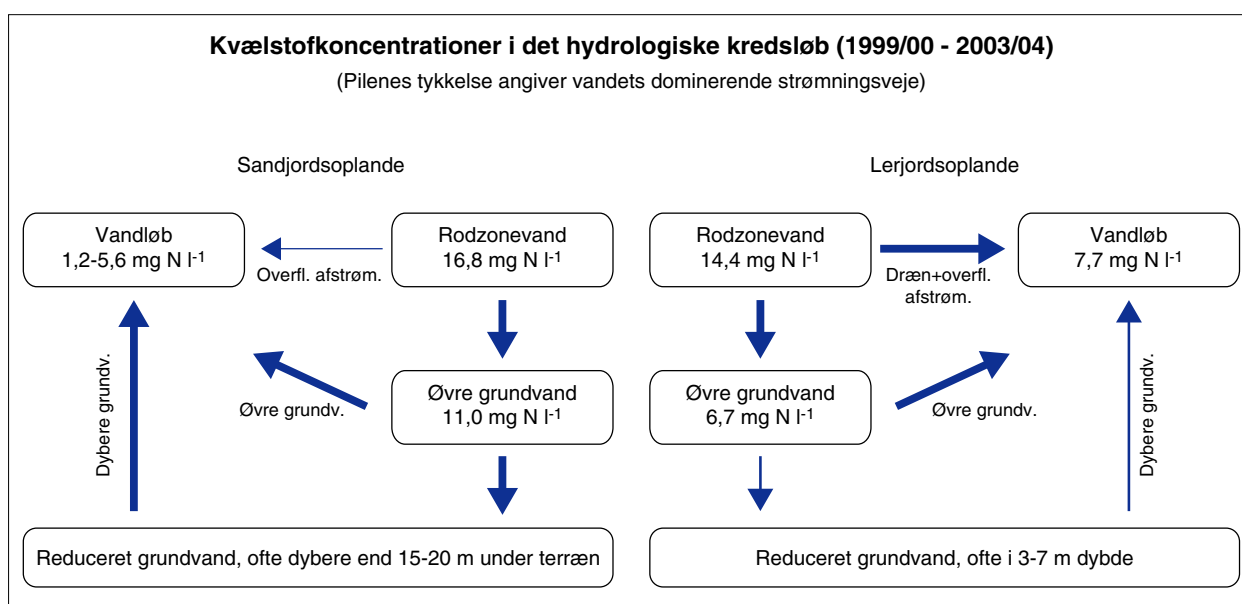 Kvælstofkoncentrationer i det hydrologiske kredsløb (1999/00 - 2003/04)
(Pilenes tykkelse angiver vandets dominerende strømningsveje)
Sandjordsoplande
Vandløb
1,2-5,6 mg N l⁻¹
Overfl. afstrøm.
Rodzonevand
16,8 mg N l⁻¹
Dybere grundv.
Øvre grundv.
Øvre grundvand
11,0 mg N l⁻¹
Reduceret grundvand, ofte dybere end 15-20 m under terræn
Lerjordsoplande
Rodzonevand
14,4 mg N l⁻¹
Dræn+overfl.
afstrøm.
Vandløb
7,7 mg N l⁻¹
Øvre grundvand
6,7 mg N l⁻¹
Øvre grundv.
Dybere grundv.
Reduceret grundvand, ofte i 3-7 m dybde